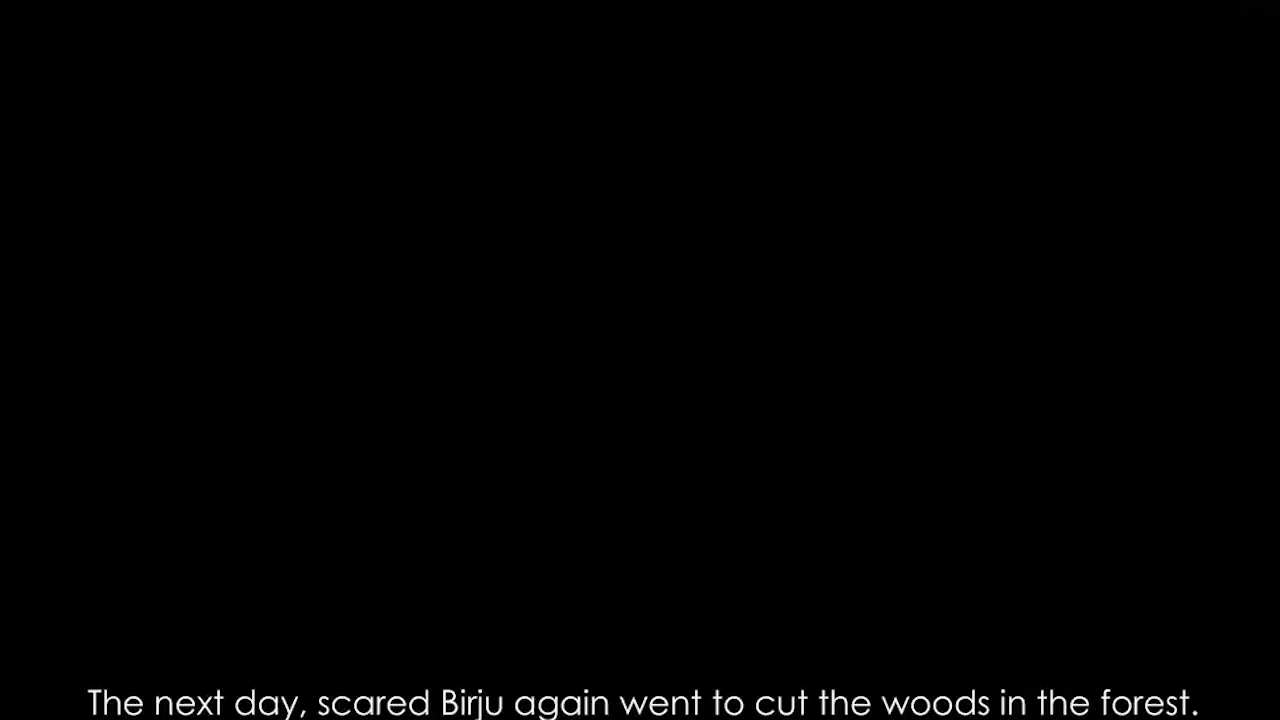 The next day, scared Birju again went to cut the woods in the forest.